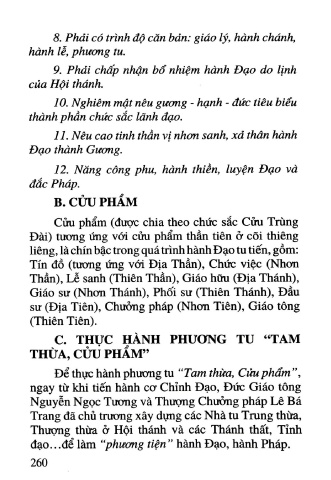 8. Phải có trình độ căn bản: giáo lý, hành chánh,
hành lễ, phương tu.
9. Phải chấp nhận bổ nhiệm hành Đạo do lịnh
của Hội thánh.
10. Nghiêm mật nêu gương - hạnh - đức tiêu biểu
thành phần chức sắc lãnh đạo.
11. Nêu cao tinh thần vị nhơn sanh, xả thân hành
Đạo thành Gương.
12. Năng công phu, hành thiền, luyện Đạo và
đắc Pháp.
B. CỬU PHẨM
Cửu phẩm (được chia theo chức sắc Cửu Trùng
Đài) tương ứng với cửu phẩm thần tiên ở cõi thiêng
liêng, là chín bậc trong quá trình hành Đạo tu tiến, gồm:
Tín đồ (tương ứng với Địa Thần), Chức việc (Nhơn
Thần), Lễ sanh (Thiên Thần), Giáo hữu (Địa Thánh),
Giáo sư (Nhơn Thánh), Phối sư (Thiên Thánh), Đầu
sư (Địa Tiên), Chưởng pháp (Nhơn Tiên), Giáo tông
(Thiên Tiên).
C. THỰC HÀNH PHƯƠNG TU “TAM
THỪA, CỬU PHẨM”
Để thực hành phương tu “Tam thừa, Cửu phẩm”,
ngay từ khi tiến hành cơ Chỉnh Đạo, Đức Giáo tông
Nguyễn Ngọc Tương và Thượng Chưởng pháp Lê Bá
Trang đã chủ trương xây dựng các Nhà tu Trung thừa,
Thượng thừa ở Hội thánh và các Thánh thất, Tịnh
đạo…để làm “phương tiện” hành Đạo, hành Pháp.
260